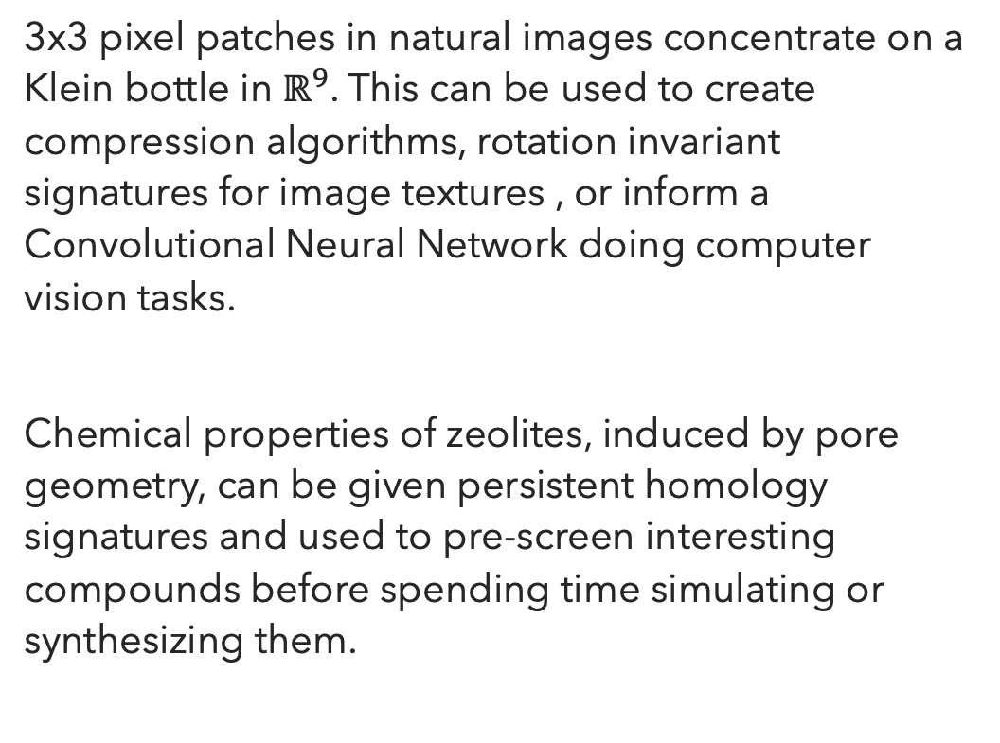 3x3 pixel patches in natural images concentrate on a
Klein bottle in ℝ⁹. This can be used to create
compression algorithms, rotation invariant
signatures for image textures , or inform a
Convolutional Neural Network doing computer
vision tasks.
Chemical properties of zeolites, induced by pore
geometry, can be given persistent homology
signatures and used to pre-screen interesting
compounds before spending time simulating or
synthesizing them.